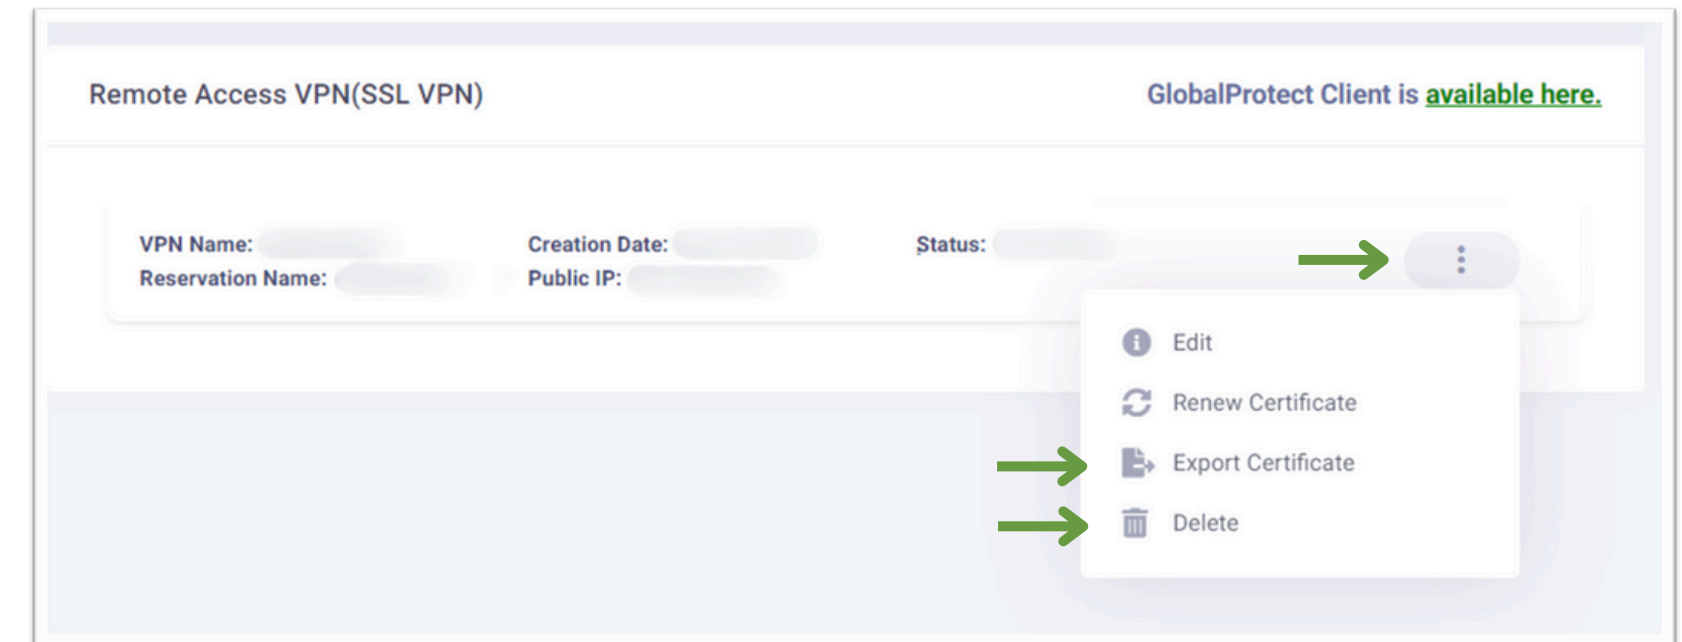 Remote Access VPN(SSL VPN)
GlobalProtect Client is available here.
VPN Name:
Creation Date:
Status:
Reservation Name:
Public IP:
Edit
Renew Certificate
Export Certificate
Delete